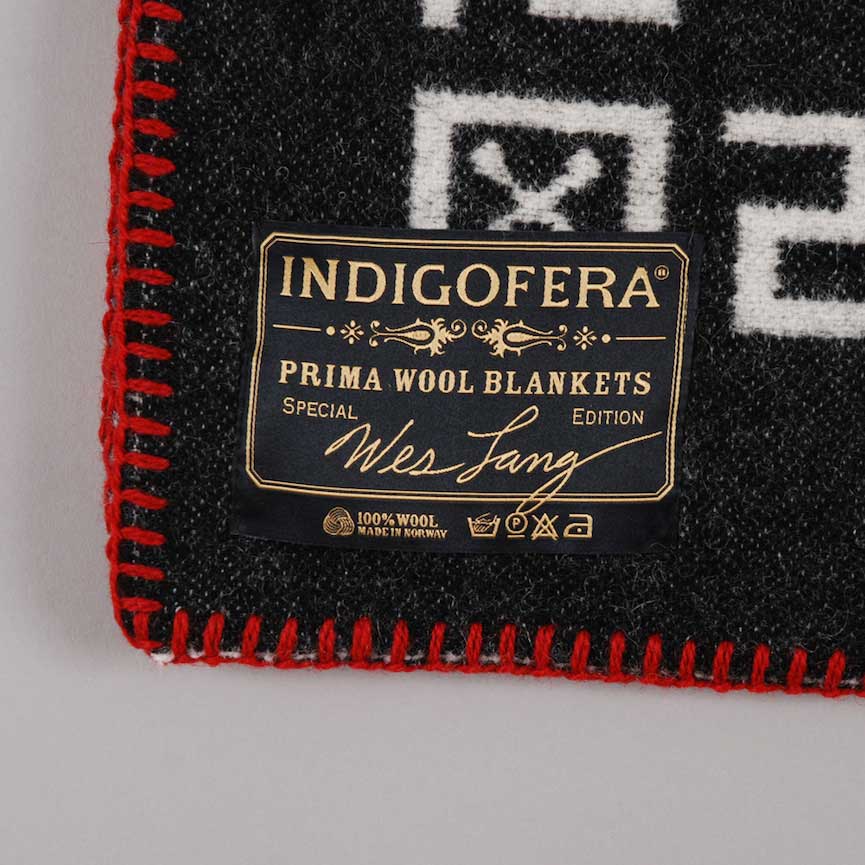 INDIGOFERA®
PRIMA WOOL BLANKETS
SPECIAL EDITION
Wes Lang
100% WOOL
MADE IN NORWAY
P